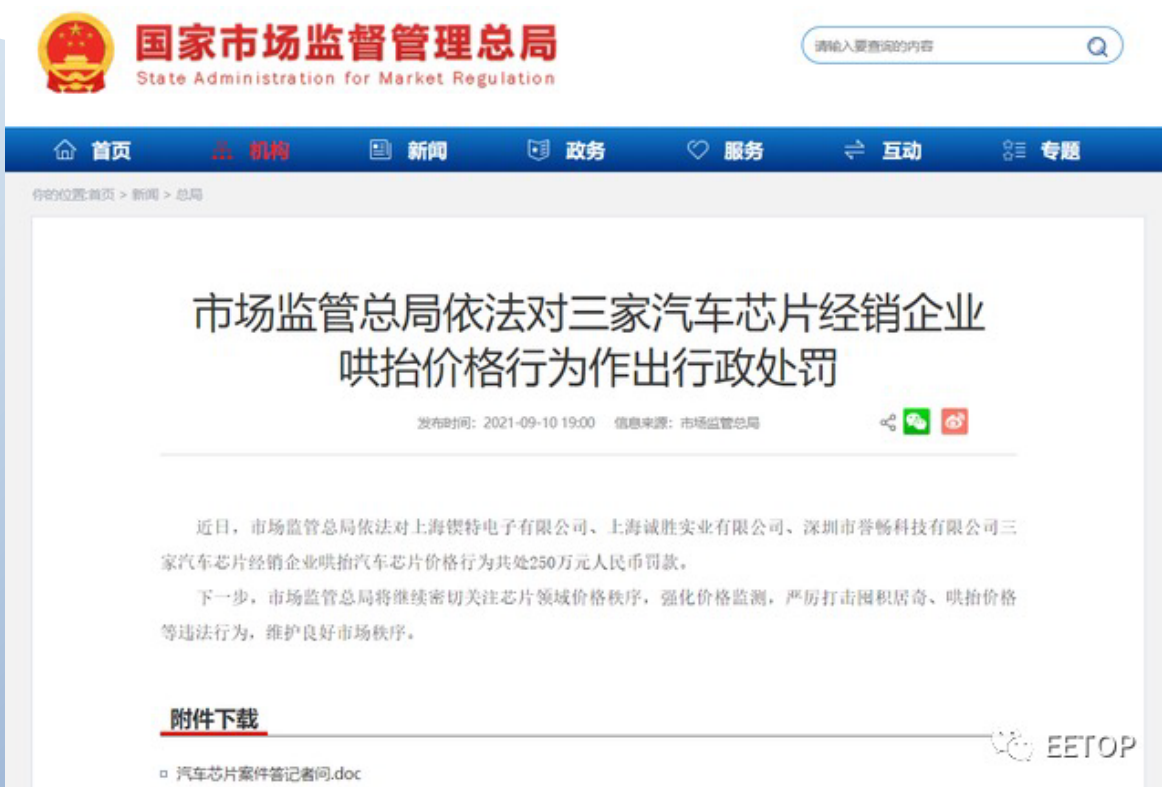 国家市场监督管理总局
State Administration for Market Regulation
请输入要查询的内容
首页 机构 新闻 政务 服务 互动 专题
你的位置:首页 > 新闻 > 总局
市场监管总局依法对三家汽车芯片经销企业
哄抬价格行为作出行政处罚
发布时间：2021-09-10 19:00 信息来源：市场监管总局
近日，市场监管总局依法对上海锲特电子有限公司、上海诚胜实业有限公司、深圳市誉畅科技有限公司三
家汽车芯片经销企业哄抬汽车芯片价格行为共处250万元人民币罚款。
下一步，市场监管总局将继续密切关注芯片领域价格秩序，强化价格监测，严厉打击囤积居奇、哄抬价格
等违法行为，维护良好市场秩序。
附件下载
汽车芯片案件答记者问.doc
EETOP